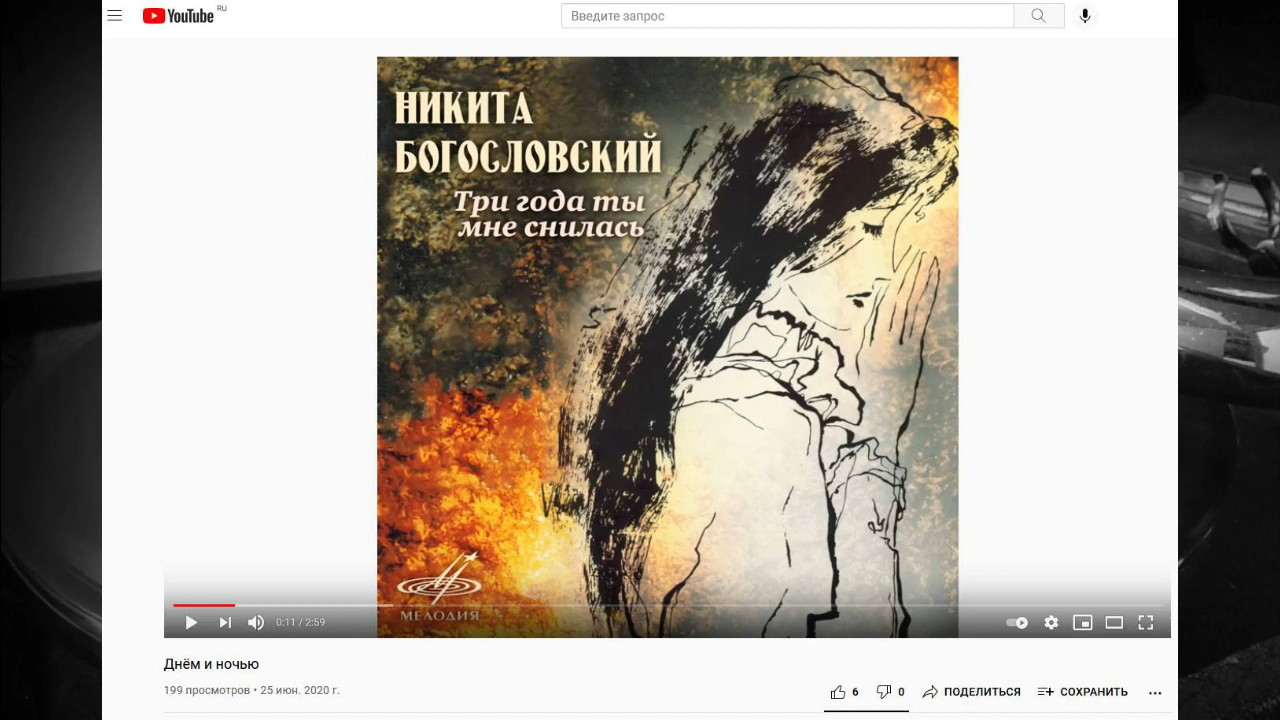 YouTube RU
Введите запрос
НИКИТА
БОГОСЛОВСКИЙ
Три года ты
мне снилась
МЕЛОДИЯ
0:11 / 2:59
Днём и ночью
199 просмотров • 25 июн. 2020 г.
6 0 ПОДЕЛИТЬСЯ СОХРАНИТЬ